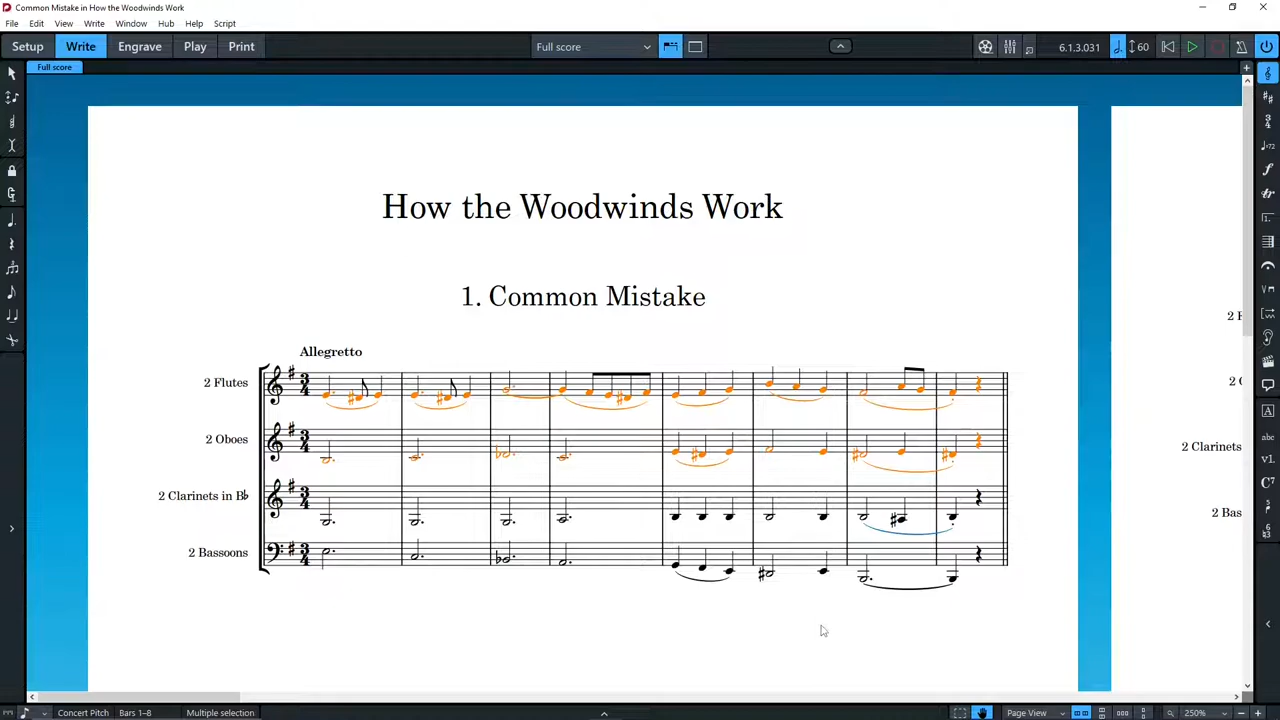 Common Mistake in How the Woodwinds Work
File Edit View Write Window Hub Help Script
Setup Write Engrave Play Print Full score 6.1.3.031 60
Full score
How the Woodwinds Work
1. Common Mistake
Allegretto
2 Flutes
2 Oboes
2 Clarinets in B♭
2 Bassoons
2 F
2 C
2 Clarinets
2 Bas
Concert Pitch Bars 1–8 Multiple selection Page View 250%